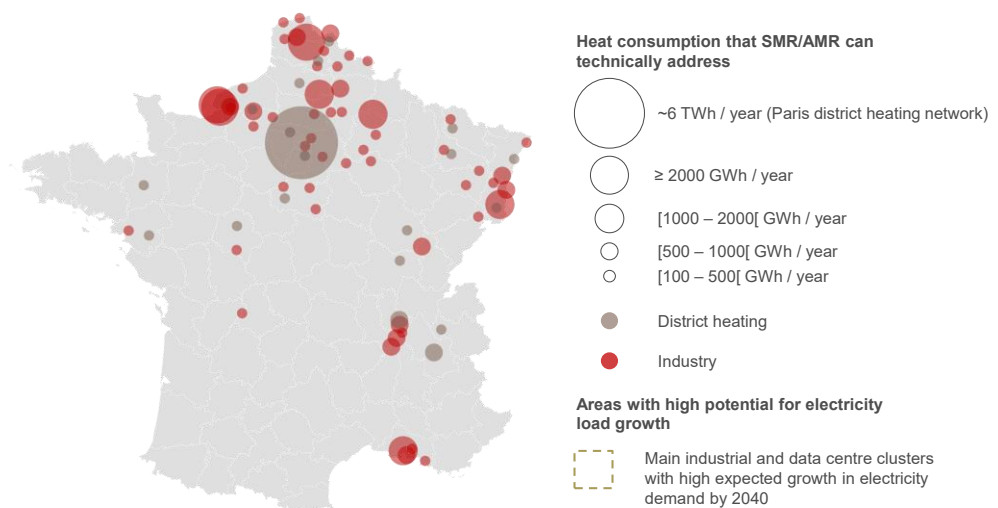 Heat consumption that SMR/AMR can
technically address
~6 TWh / year (Paris district heating network)
≥ 2000 GWh / year
[1000 – 2000[ GWh / year
[500 – 1000[ GWh / year
[100 – 500[ GWh / year
District heating
Industry
Areas with high potential for electricity
load growth
Main industrial and data centre clusters
with high expected growth in electricity
demand by 2040